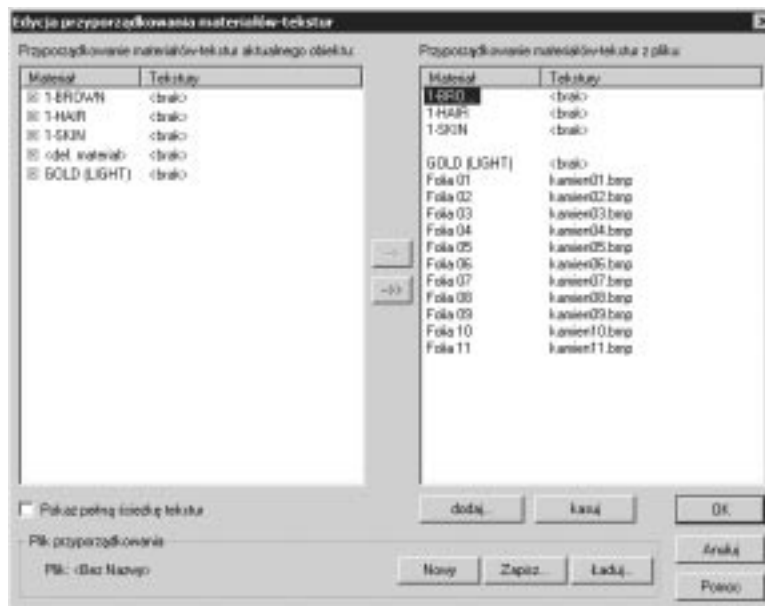 Edycja przyporządkowania materiałów-tekstur
Przyporządkowanie materiałów-tekstur aktualnego obiektu:
Materiał Tekstury
1-BROWN <brak>
1-HAIR <brak>
1-SKIN <brak>
<def. materiał> <brak>
GOLD (LIGHT) <brak>
Przyporządkowanie materiałów-tekstur z pliku:
Materiał Tekstury
1-BRO... <brak>
1-HAIR <brak>
1-SKIN <brak>
GOLD (LIGHT) <brak>
Folia 01 kamien01.bmp
Folia 02 kamien02.bmp
Folia 03 kamien03.bmp
Folia 04 kamien04.bmp
Folia 05 kamien05.bmp
Folia 06 kamien06.bmp
Folia 07 kamien07.bmp
Folia 08 kamien08.bmp
Folia 09 kamien09.bmp
Folia 10 kamien10.bmp
Folia 11 kamien11.bmp
->
->>
Pokaż pełną ścieżkę tekstur
dodaj... kasuj OK
Plik przyporządkowania
Plik: <Bez Nazwy>
Nowy Zapisz... Ładuj...
Anuluj
Pomoc